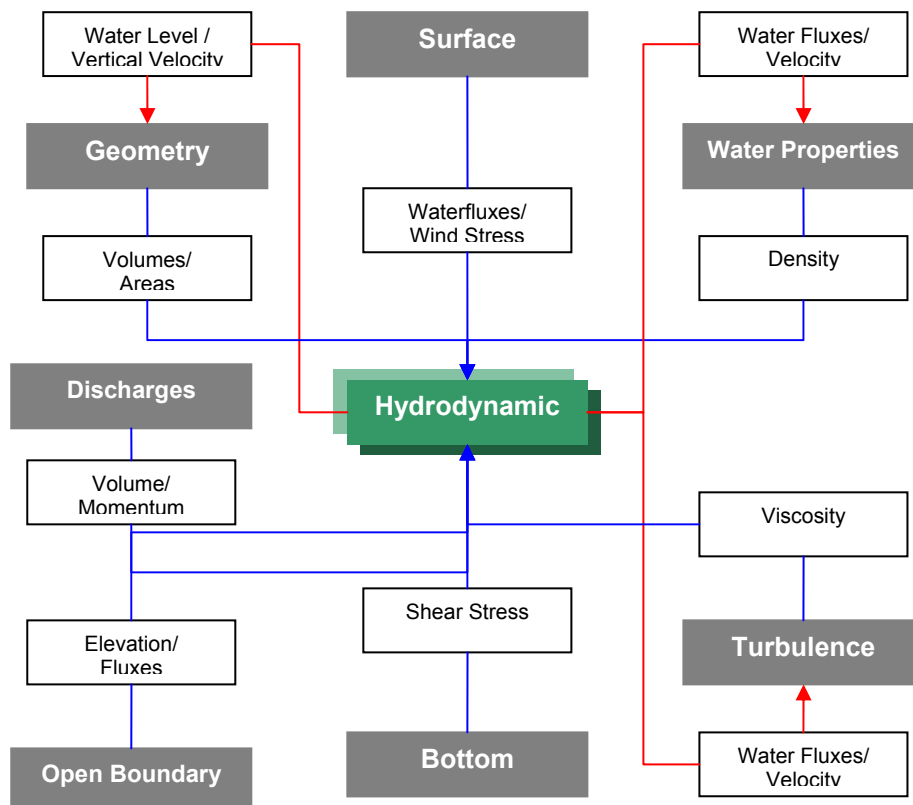 Water Level /
Vertical Velocity
Surface
Water Fluxes/
Velocity
Geometry
Water Properties
Waterfluxes/
Wind Stress
Volumes/
Areas
Density
Discharges
Hydrodynamic
Volume/
Momentum
Viscosity
Shear Stress
Elevation/
Fluxes
Turbulence
Open Boundary
Bottom
Water Fluxes/
Velocity